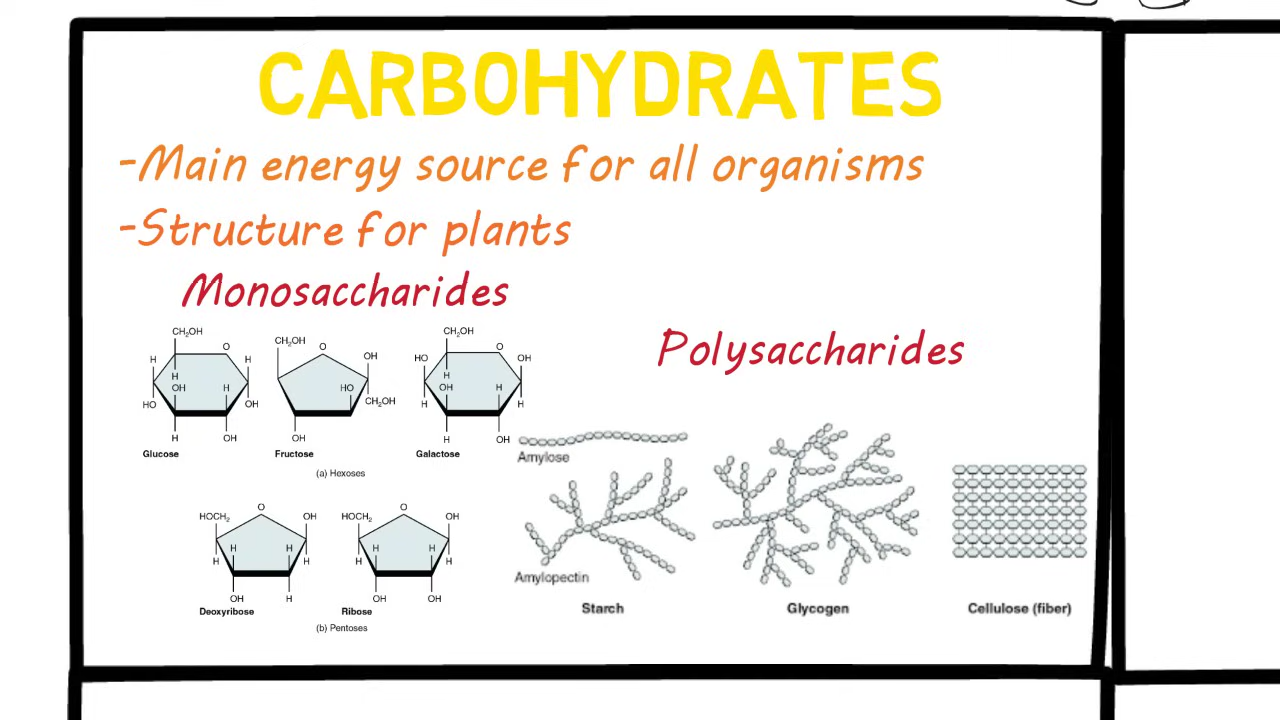 CARBOHYDRATES
-Main energy source for all organisms
-Structure for plants
Monosaccharides
CH₂OH
O
H
H
H
OH
H
HO
OH
H
OH
Glucose
CH₂OH
O
OH
HO
CH₂OH
OH
Fructose
CH₂OH
HO
O
OH
H
OH
H
H
H
H
OH
Galactose
(a) Hexoses
HOCH₂
O
OH
H
H
H
H
OH
H
Deoxyribose
HOCH₂
O
OH
H
H
H
H
OH
OH
Ribose
(b) Pentoses
Polysaccharides
Amylose
Amylopectin
Starch
Glycogen
Cellulose (fiber)